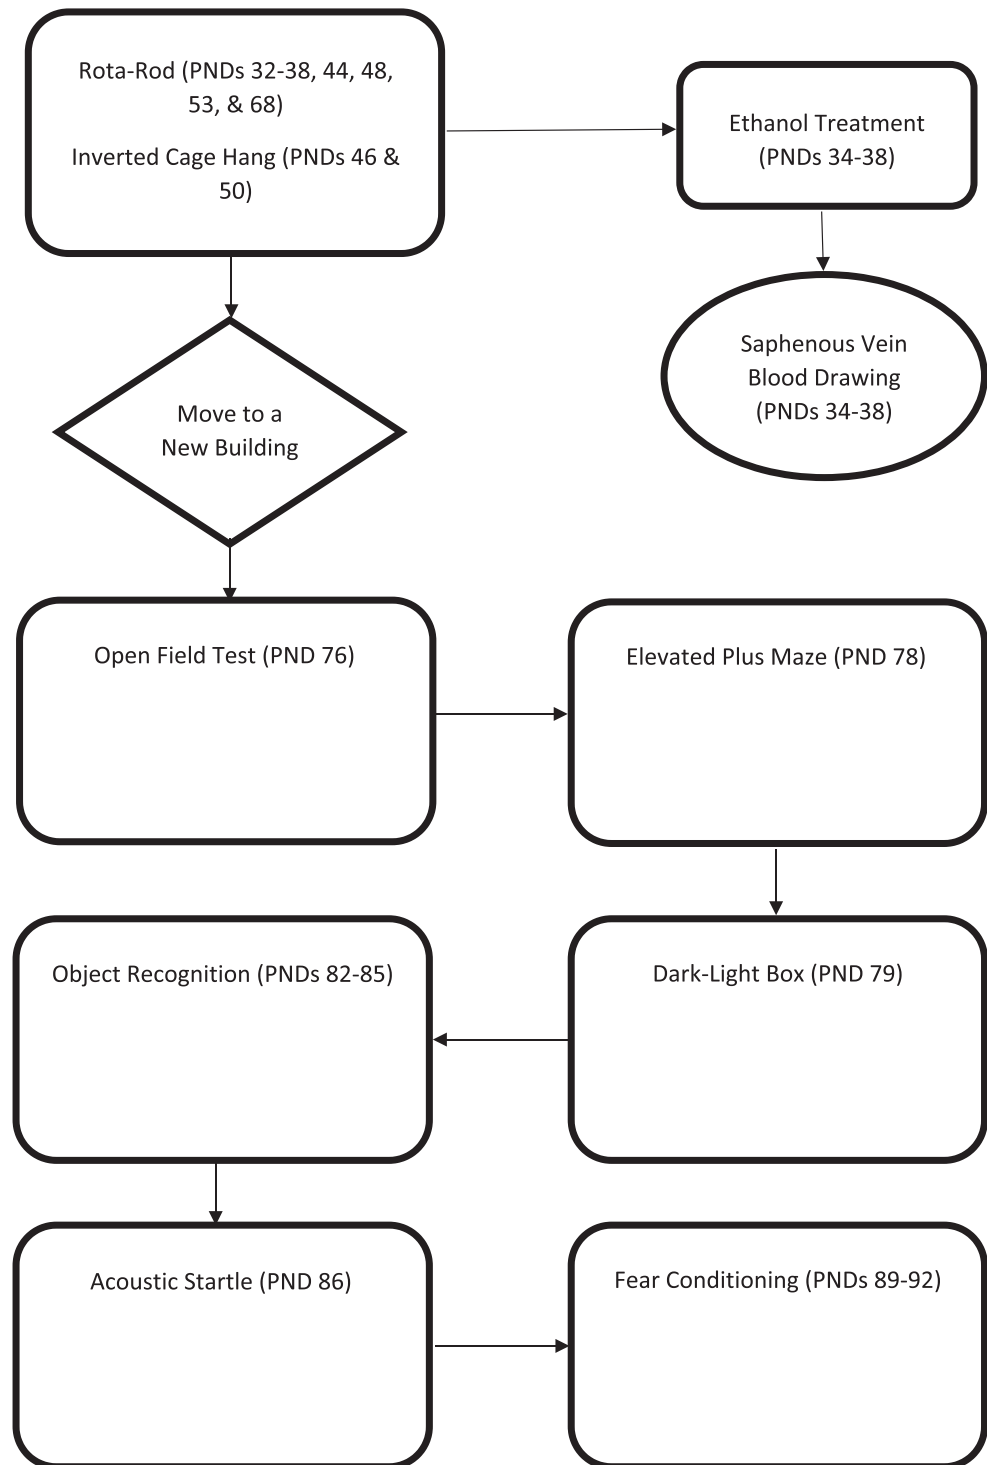 Rota-Rod (PNDs 32-38, 44, 48,
53, & 68)
Inverted Cage Hang (PNDs 46 &
50)
Ethanol Treatment
(PNDs 34-38)
Saphenous Vein
Blood Drawing
(PNDs 34-38)
Move to a
New Building
Open Field Test (PND 76)
Elevated Plus Maze (PND 78)
Dark-Light Box (PND 79)
Object Recognition (PNDs 82-85)
Acoustic Startle (PND 86)
Fear Conditioning (PNDs 89-92)